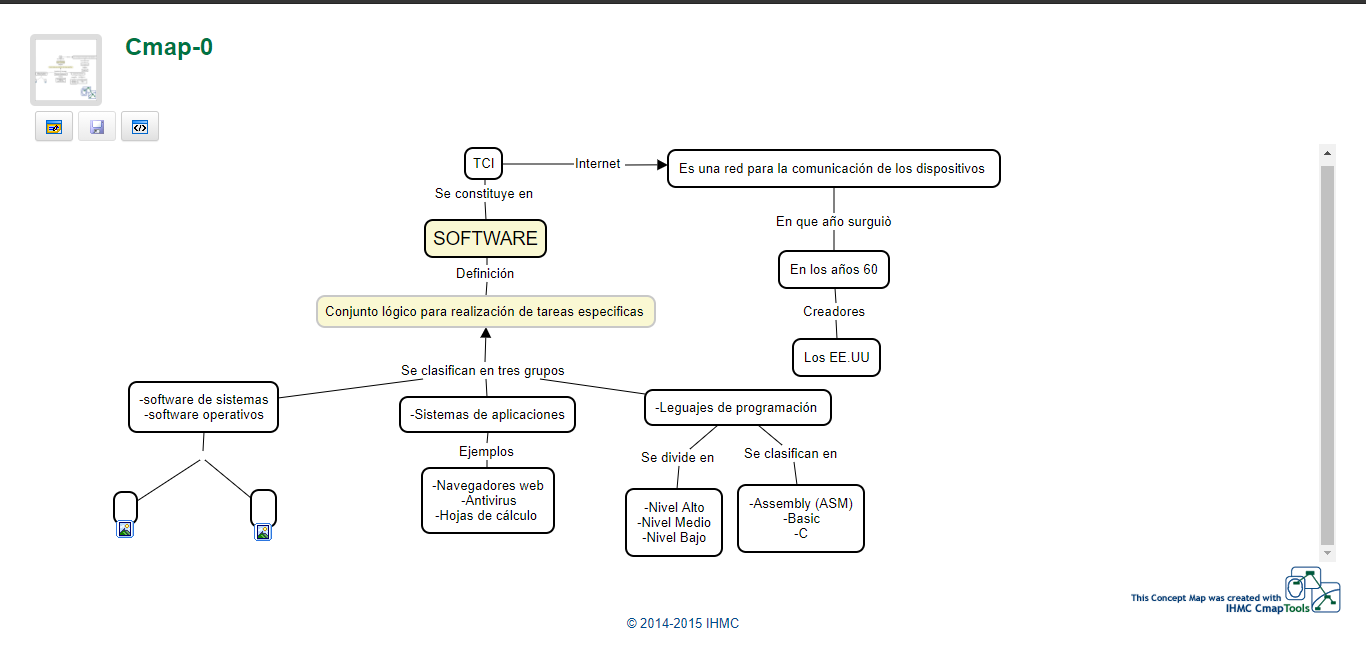 Cmap-0
TCI
Internet
Es una red para la comunicación de los dispositivos
Se constituye en
En que año surguiò
SOFTWARE
En los años 60
Definición
Creadores
Conjunto lógico para realización de tareas especificas
Los EE.UU
Se clasifican en tres grupos
-software de sistemas
-software operativos
-Sistemas de aplicaciones
-Leguajes de programación
Ejemplos
Se divide en
Se clasifican en
-Navegadores web
-Antivirus
-Hojas de cálculo
-Nivel Alto
-Nivel Medio
-Nivel Bajo
-Assembly (ASM)
-Basic
-C
This Concept Map was created with
IHMC CmapTools
© 2014-2015 IHMC